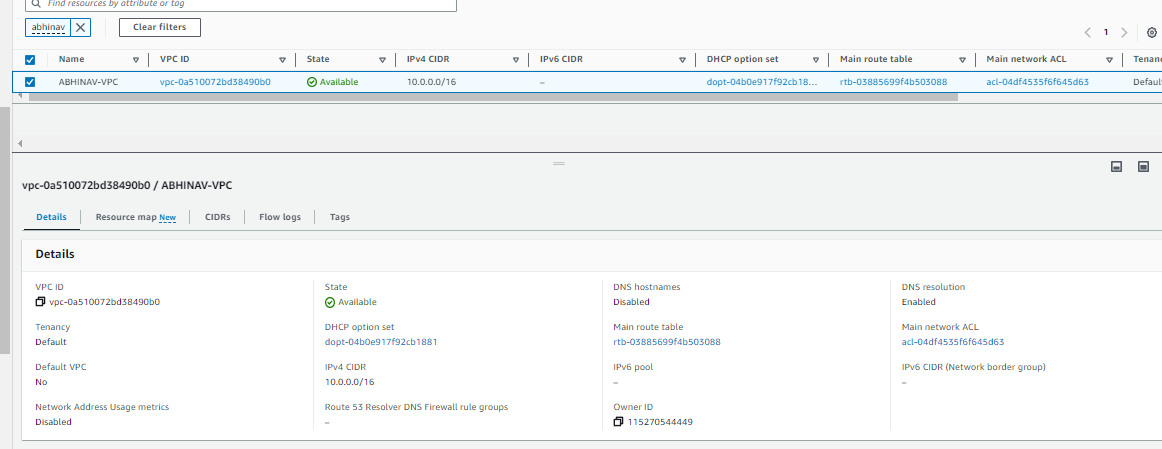 Find resources by attribute or tag
abhinav Clear filters 1
Name VPC ID State IPv4 CIDR IPv6 CIDR DHCP option set Main route table Main network ACL Tenanc
ABHINAV-VPC vpc-0a510072bd38490b0 Available 10.0.0.0/16 – dopt-04b0e917f92cb18... rtb-03885699f4b503088 acl-04df4535f6f645d63 Default
vpc-0a510072bd38490b0 / ABHINAV-VPC
Details Resource map New CIDRs Flow logs Tags
Details
VPC ID State DNS hostnames DNS resolution
vpc-0a510072bd38490b0 Available Disabled Enabled
Tenancy DHCP option set Main route table Main network ACL
Default dopt-04b0e917f92cb1881 rtb-03885699f4b503088 acl-04df4535f6f645d63
Default VPC IPv4 CIDR IPv6 pool IPv6 CIDR (Network border group)
No 10.0.0.0/16 – –
Network Address Usage metrics Route 53 Resolver DNS Firewall rule groups Owner ID
Disabled – 115270544449